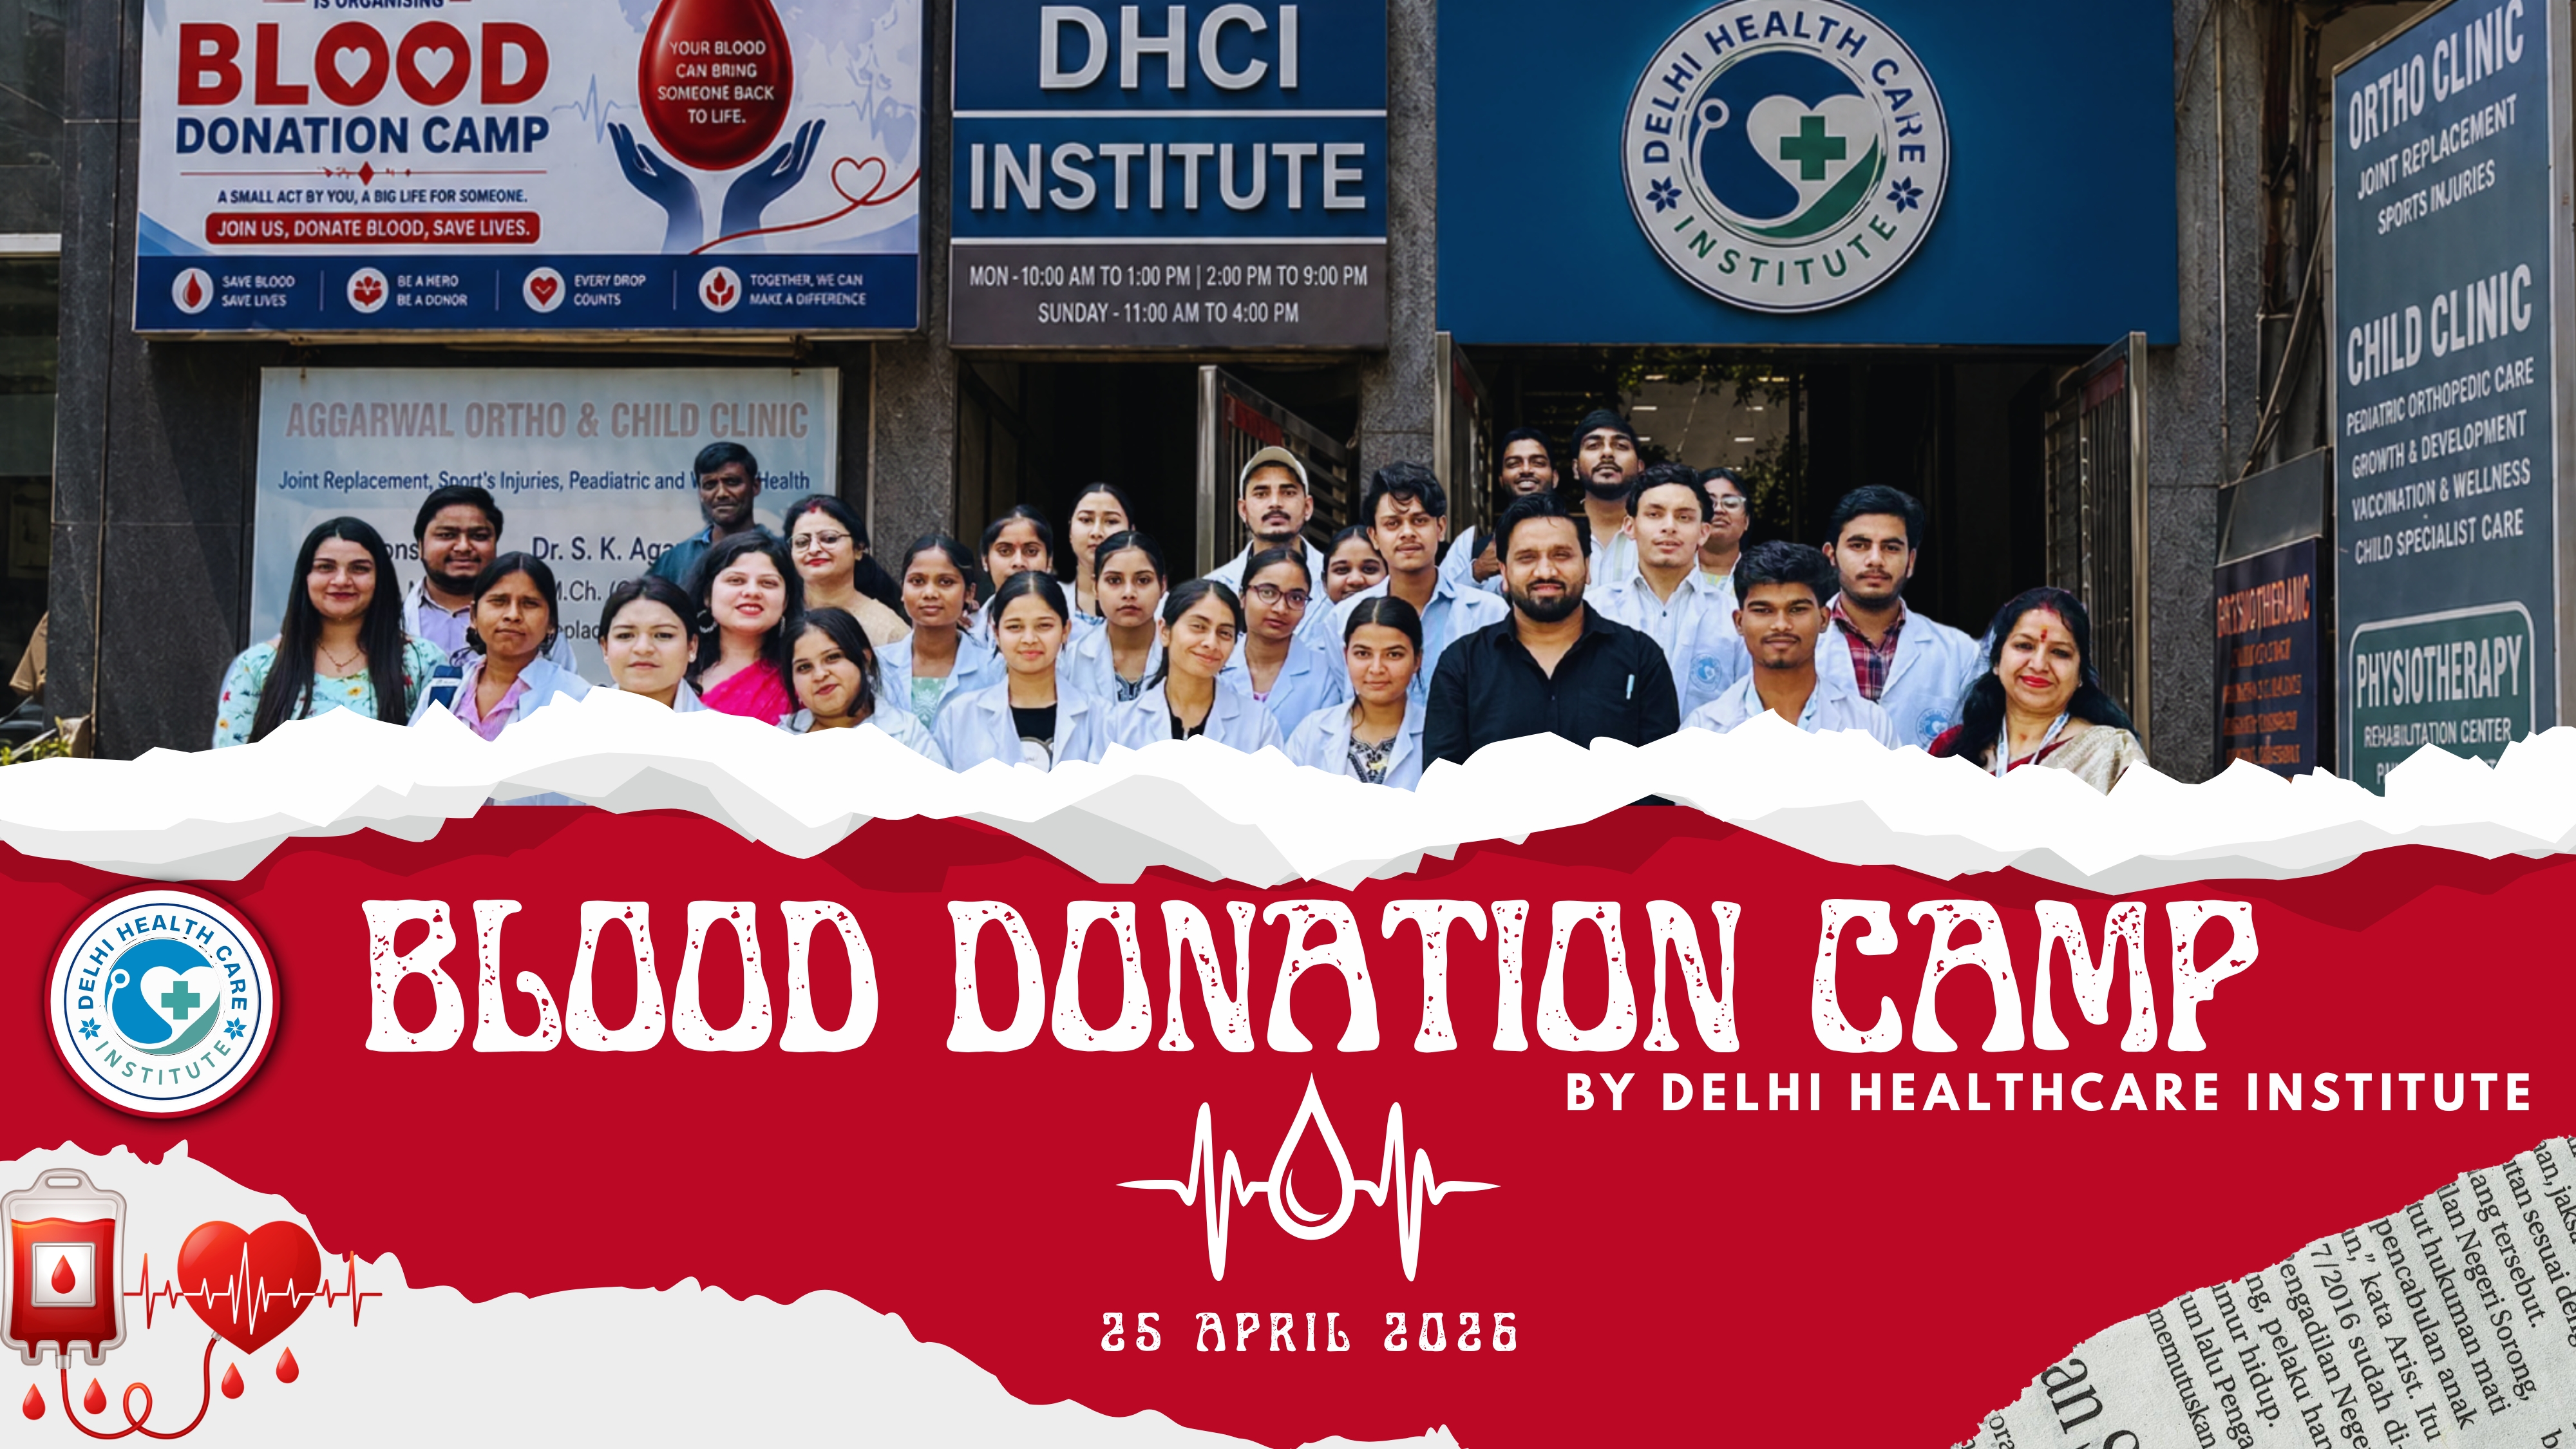 IS ORGANISING
BLOOD
DONATION CAMP
A SMALL ACT BY YOU, A BIG LIFE FOR SOMEONE.
JOIN US, DONATE BLOOD, SAVE LIVES.
YOUR BLOOD
CAN BRING
SOMEONE BACK
TO LIFE.
SAVE BLOOD
SAVE LIVES
BE A HERO
BE A DONOR
EVERY DROP
COUNTS
TOGETHER, WE CAN
MAKE A DIFFERENCE
DHCI
INSTITUTE
MON - 10:00 AM TO 1:00 PM | 2:00 PM TO 9:00 PM
SUNDAY - 11:00 AM TO 4:00 PM
DELHI HEALTH CARE
INSTITUTE
ORTHO CLINIC
JOINT REPLACEMENT
SPORTS INJURIES
CHILD CLINIC
PEDIATRIC ORTHOPEDIC CARE
GROWTH & DEVELOPMENT
VACCINATION & WELLNESS
CHILD SPECIALIST CARE
PHYSIOTHERAPY
REHABILITATION CENTER
AGGARWAL ORTHO & CHILD CLINIC
Joint Replacement, Sport's Injuries, Peadiatric and Health
Dr. S. K.
M.Ch.
DELHI HEALTH CARE
INSTITUTE
BLOOD DONATION CAMP
BY DELHI HEALTHCARE INSTITUTE
25 APRIL 2026
an, jaksa
tan sesuai
ang tersebut.
ilan Negeri Sorong,
tut hukuman mati
pencabulan anak
n," kata Arist. Itu
7/2016 sudah di
engadilan Nege
ng, pelaku har
mur hidup.
un lalu Penga
memutuskan
an